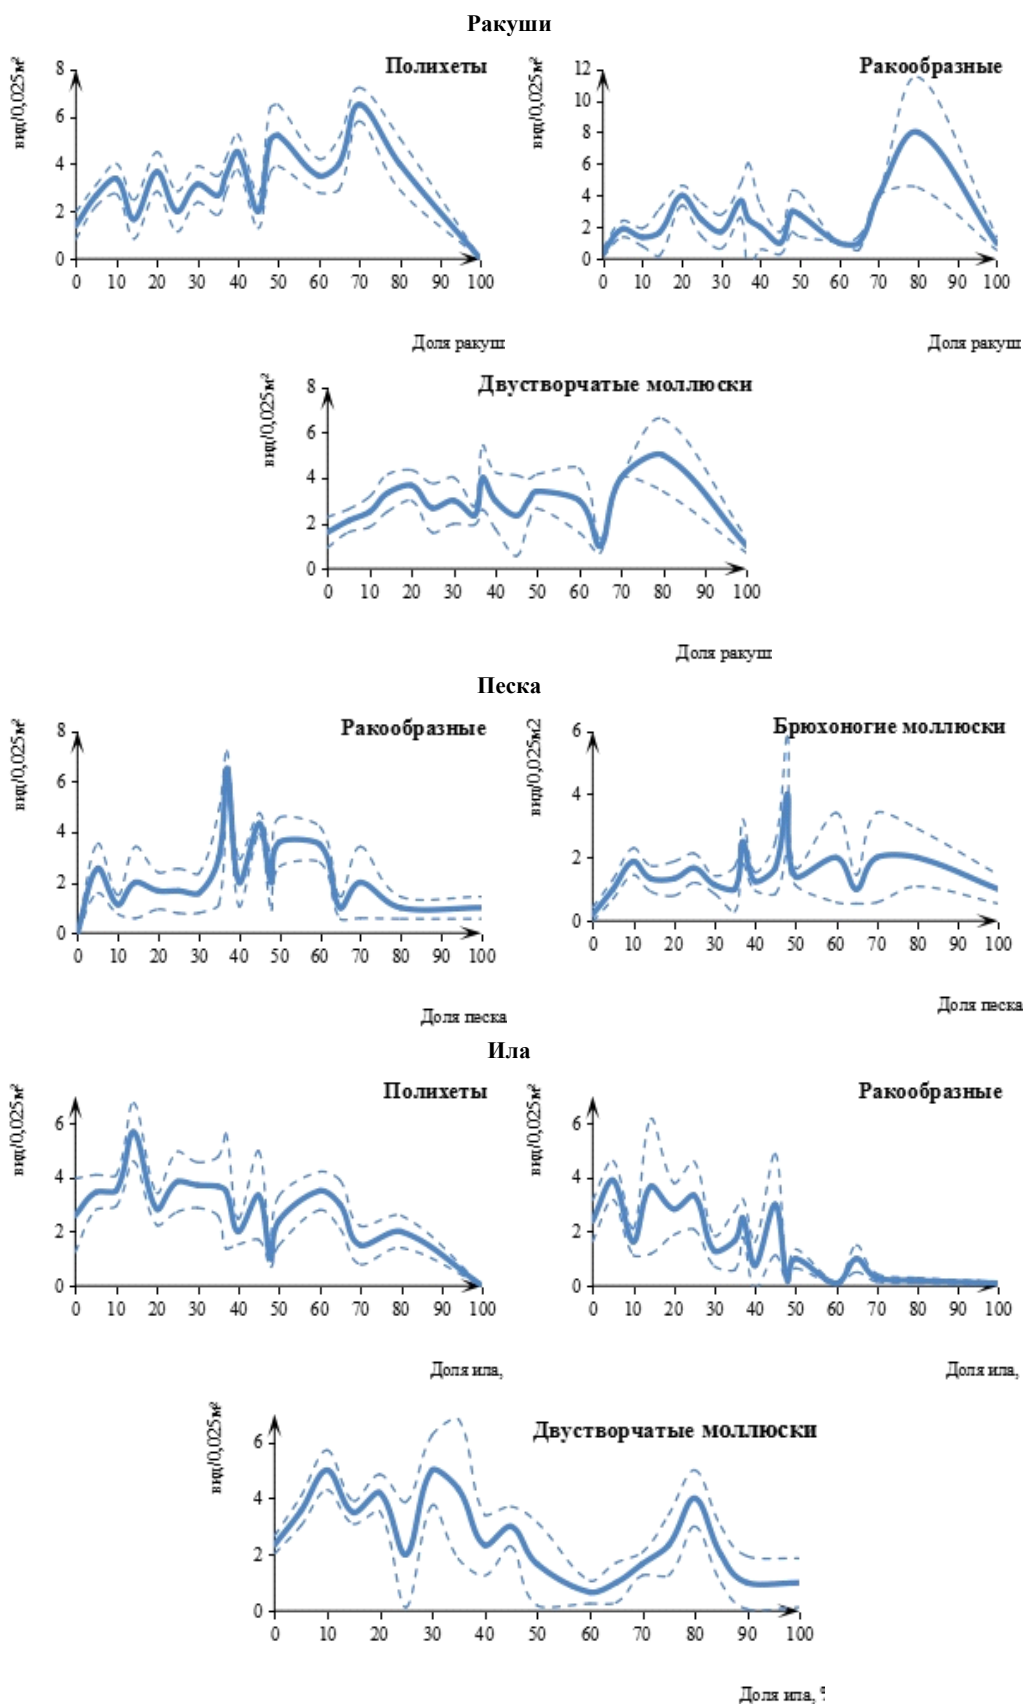 Ракуши
Полихеты
вид/0,025м²
8
6
4
2
0
0 10 20 30 40 50 60 70 80 90 100
Доля ракуш
Ракообразные
вид/0,025м²
12
10
8
6
4
2
0
0 10 20 30 40 50 60 70 80 90 100
Доля ракуш
Двустворчатые моллюски
вид/0,025м²
8
6
4
2
0
0 10 20 30 40 50 60 70 80 90 100
Доля ракуш
Песка
Ракообразные
вид/0,025м²
8
6
4
2
0
0 10 20 30 40 50 60 70 80 90 100
Доля песка
Брюхоногие моллюски
вид/0,025м2
6
4
2
0
0 10 20 30 40 50 60 70 80 90 100
Доля песка
Ила
Полихеты
вид/0,025м²
6
4
2
0
0 10 20 30 40 50 60 70 80 90 100
Доля ила,
Ракообразные
вид/0,025м²
6
4
2
0
0 10 20 30 40 50 60 70 80 90 100
Доля ила,
Двустворчатые моллюски
вид/0,025м²
6
4
2
0
0 10 20 30 40 50 60 70 80 90 100
Доля ила,